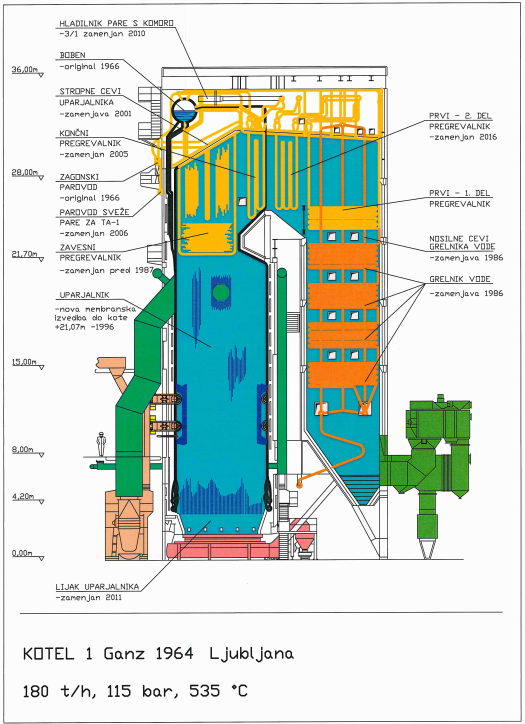 HLADILNIK PARE S KOMORO
-3/1 zamenjan 2010
BOBEN
-original 1966
36,00m
STROPNE CEVI
UPARJALNIKA
-zamenjava 2001
PRVI - 2. DEL
PREGREVALNIK
-zamenjan 2016
KONČNI
PREGREVALNIK
-zamenjan 2005
28,00m
ZAGONSKI
PAROVOD
-original 1966
PRVI - 1. DEL
PREGREVALNIK
PAROVOD SVEŽE
PARE ZA TA-1
-zamenjan 2006
NOSILNE CEVI
GRELNIKA VODE
-zamenjava 1986
21,70m
ZAVESNI
PREGREVALNIK
-zamenjan pred 1987
GRELNIK VODE
-zamenjava 1986
UPARJALNIK
-nova membranska
izvedba do kote
+21,07m -1996
15,00m
8,00m
4,20m
0,00m
LIJAK UPARJALNIKA
-zamenjan 2011
KOTEL 1 Ganz 1964 Ljubljana
180 t/h, 115 bar, 535 °C